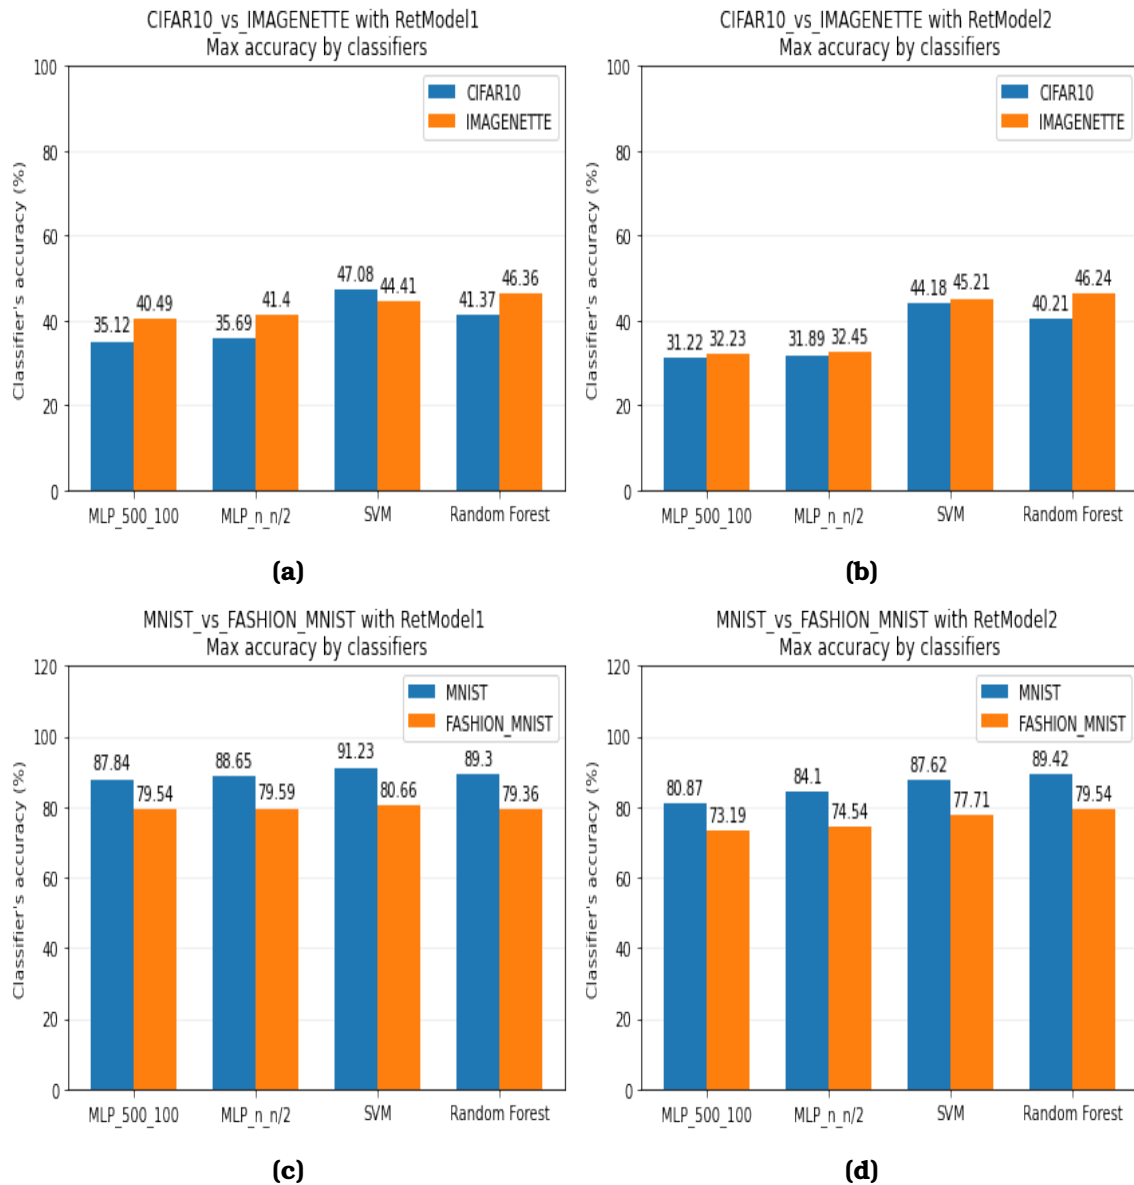 CIFAR10_vs_IMAGENETTE with RetModel1
Max accuracy by classifiers
100
80
60
40
20
0
Classifier's accuracy (%)
CIFAR10
IMAGENETTE
35.12
40.49
35.69
41.4
47.08
44.41
41.37
46.36
MLP_500_100
MLP_n_n/2
SVM
Random Forest
(a)
CIFAR10_vs_IMAGENETTE with RetModel2
Max accuracy by classifiers
100
80
60
40
20
0
Classifier's accuracy (%)
CIFAR10
IMAGENETTE
31.22
32.23
31.89
32.45
44.18
45.21
40.21
46.24
MLP_500_100
MLP_n_n/2
SVM
Random Forest
(b)
MNIST_vs_FASHION_MNIST with RetModel1
Max accuracy by classifiers
120
100
80
60
40
20
0
Classifier's accuracy (%)
MNIST
FASHION_MNIST
87.84
79.54
88.65
79.59
91.23
80.66
89.3
79.36
MLP_500_100
MLP_n_n/2
SVM
Random Forest
(c)
MNIST_vs_FASHION_MNIST with RetModel2
Max accuracy by classifiers
120
100
80
60
40
20
0
Classifier's accuracy (%)
MNIST
FASHION_MNIST
80.87
73.19
84.1
74.54
87.62
77.71
89.42
79.54
MLP_500_100
MLP_n_n/2
SVM
Random Forest
(d)